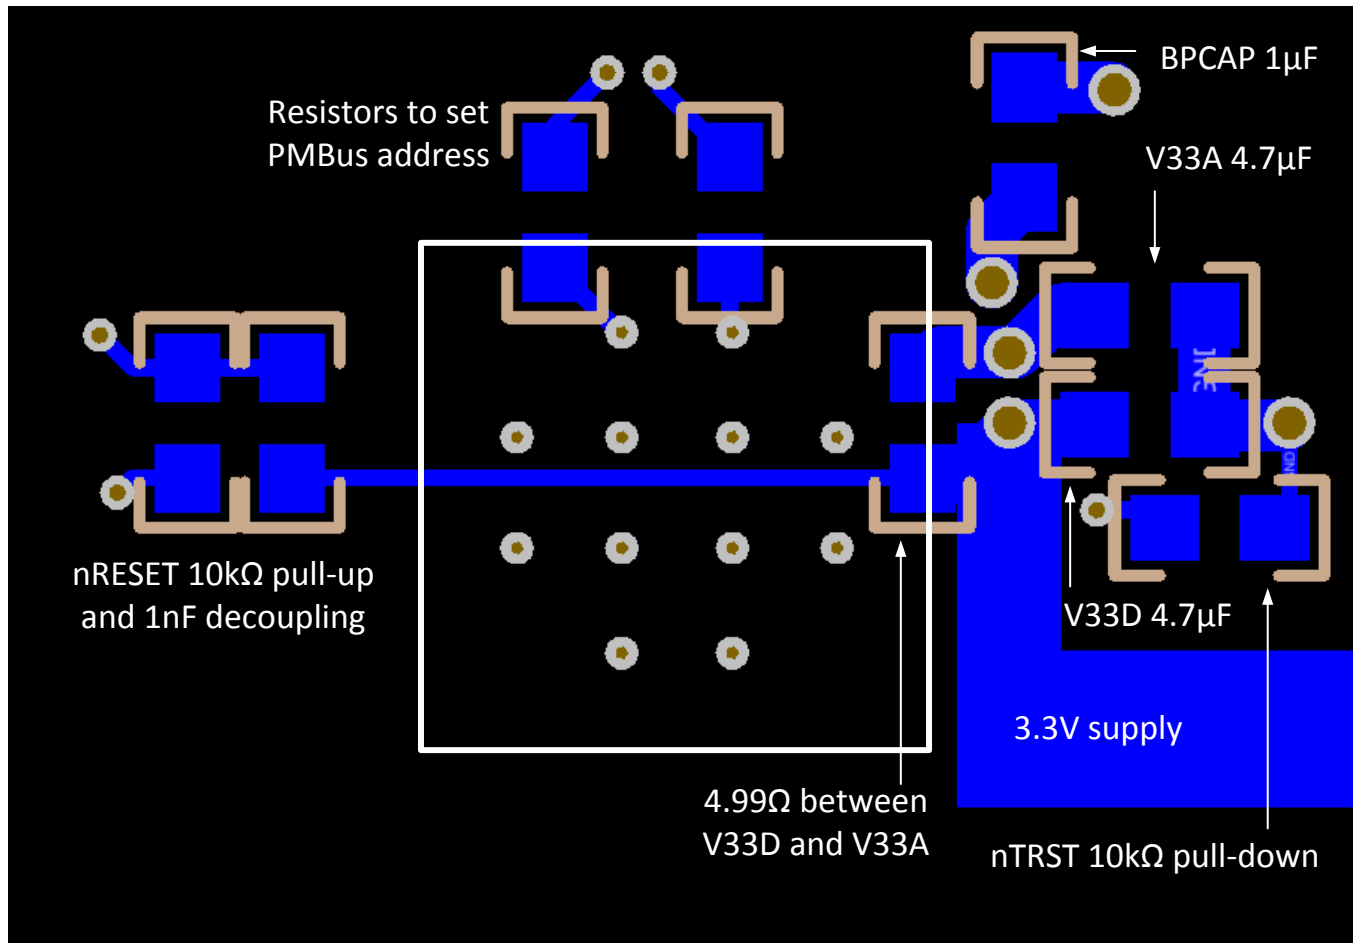 BPCAP 1µF
Resistors to set
PMBus address
V33A 4.7µF
nRESET 10kΩ pull-up
and 1nF decoupling
V33D 4.7µF
3.3V supply
4.99Ω between
V33D and V33A
nTRST 10kΩ pull-down